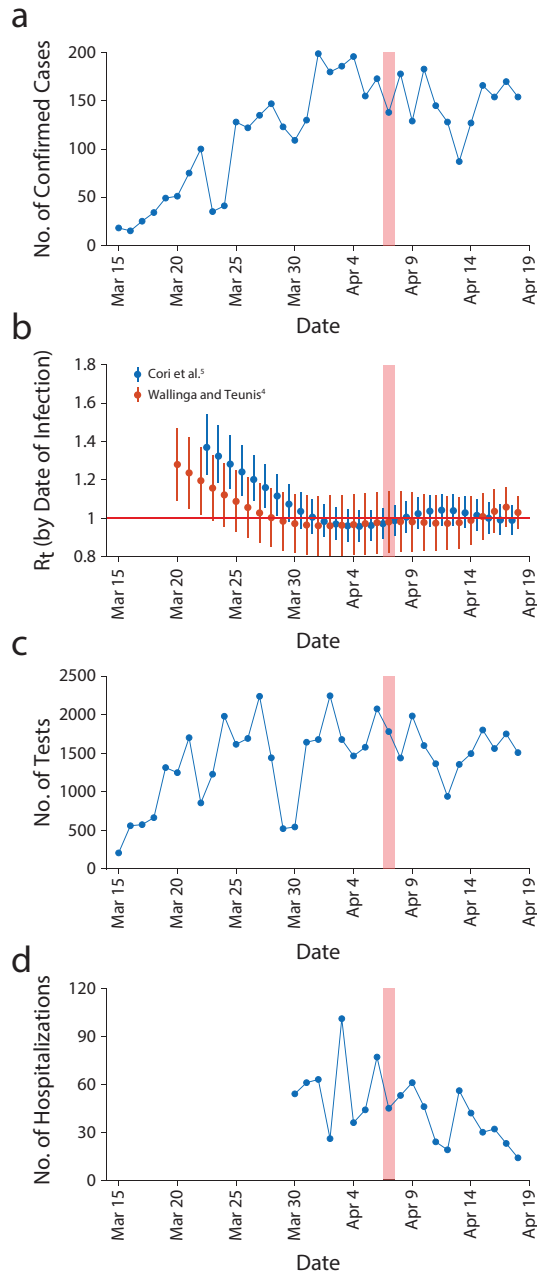 a
No. of Confirmed Cases
200
150
100
50
0
Mar 15
Mar 20
Mar 25
Mar 30
Apr 4
Apr 9
Apr 14
Apr 19
Date
b
Rt (by Date of Infection)
1.8
1.6
1.4
1.2
1
0.8
Cori et al.⁵
Wallinga and Teunis⁴
Mar 15
Mar 20
Mar 25
Mar 30
Apr 4
Apr 9
Apr 14
Apr 19
Date
c
No. of Tests
2500
2000
1500
1000
500
0
Mar 15
Mar 20
Mar 25
Mar 30
Apr 4
Apr 9
Apr 14
Apr 19
Date
d
No. of Hospitalizations
120
90
60
30
0
Mar 15
Mar 20
Mar 25
Mar 30
Apr 4
Apr 9
Apr 14
Apr 19
Date